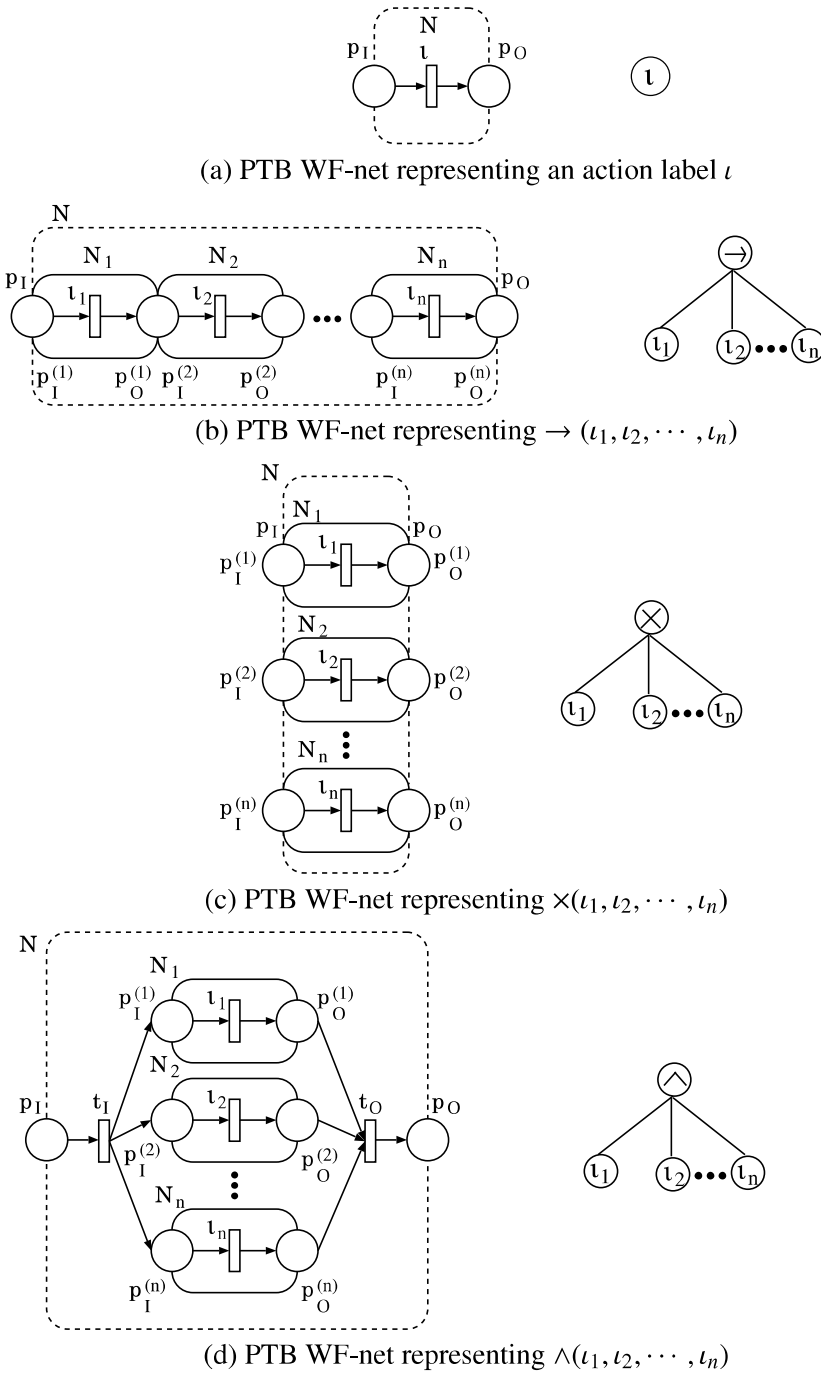 N
p_I ι p_O ι
(a) PTB WF-net representing an action label ι
N
N_1 N_2 N_n
p_I p_O →
ι_1 ι_2 ••• ι_n ι_1 ι_2 ••• ι_n
p_I^(1) p_O^(1) p_I^(2) p_O^(2) p_I^(n) p_O^(n)
(b) PTB WF-net representing → (ι_1, ι_2, ⋯ , ι_n)
N
N_1
p_I p_O
ι_1
p_I^(1) p_O^(1)
N_2 ×
ι_2
p_I^(2) p_O^(2)
ι_1 ι_2 ••• ι_n
N_n
ι_n
p_I^(n) p_O^(n)
(c) PTB WF-net representing ×(ι_1, ι_2, ⋯ , ι_n)
N
N_1
p_I^(1) ι_1 p_O^(1)
N_2
p_I t_I ι_2 t_O p_O ∧
p_I^(2) p_O^(2)
ι_1 ι_2 ••• ι_n
N_n
ι_n
p_I^(n) p_O^(n)
(d) PTB WF-net representing ∧(ι_1, ι_2, ⋯ , ι_n)